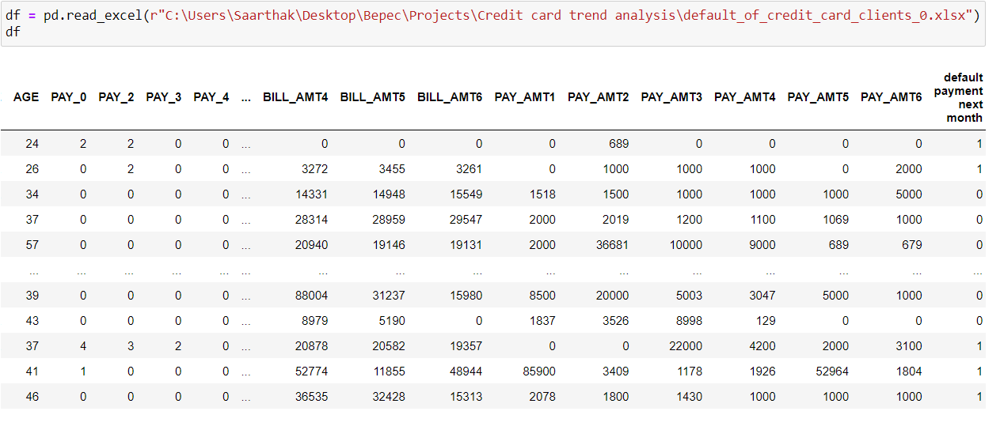 df = pd.read_excel(r"C:\Users\Saarthak\Desktop\Bepec\Projects\Credit card trend analysis\default_of_credit_card_clients_0.xlsx")
df
AGE PAY_0 PAY_2 PAY_3 PAY_4 ... BILL_AMT4 BILL_AMT5 BILL_AMT6 PAY_AMT1 PAY_AMT2 PAY_AMT3 PAY_AMT4 PAY_AMT5 PAY_AMT6 default
payment
next
month
24 2 2 0 0 ... 0 0 0 0 689 0 0 0 0 1
26 0 2 0 0 ... 3272 3455 3261 0 1000 1000 1000 0 2000 1
34 0 0 0 0 ... 14331 14948 15549 1518 1500 1000 1000 1000 5000 0
37 0 0 0 0 ... 28314 28959 29547 2000 2019 1200 1100 1069 1000 0
57 0 0 0 0 ... 20940 19146 19131 2000 36681 10000 9000 689 679 0
... ... ... ... ... ... ... ... ... ... ... ... ... ... ... ...
39 0 0 0 0 ... 88004 31237 15980 8500 20000 5003 3047 5000 1000 0
43 0 0 0 0 ... 8979 5190 0 1837 3526 8998 129 0 0 0
37 4 3 2 0 ... 20878 20582 19357 0 0 22000 4200 2000 3100 1
41 1 0 0 0 ... 52774 11855 48944 85900 3409 1178 1926 52964 1804 1
46 0 0 0 0 ... 36535 32428 15313 2078 1800 1430 1000 1000 1000 1